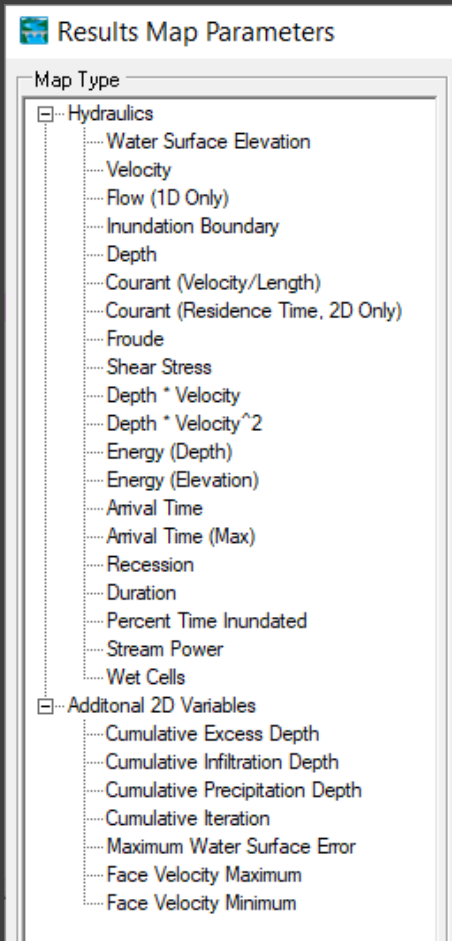 Results Map Parameters
Map Type
Hydraulics
Water Surface Elevation
Velocity
Flow (1D Only)
Inundation Boundary
Depth
Courant (Velocity/Length)
Courant (Residence Time, 2D Only)
Froude
Shear Stress
Depth * Velocity
Depth * Velocity^2
Energy (Depth)
Energy (Elevation)
Arrival Time
Arrival Time (Max)
Recession
Duration
Percent Time Inundated
Stream Power
Wet Cells
Additonal 2D Variables
Cumulative Excess Depth
Cumulative Infiltration Depth
Cumulative Precipitation Depth
Cumulative Iteration
Maximum Water Surface Error
Face Velocity Maximum
Face Velocity Minimum